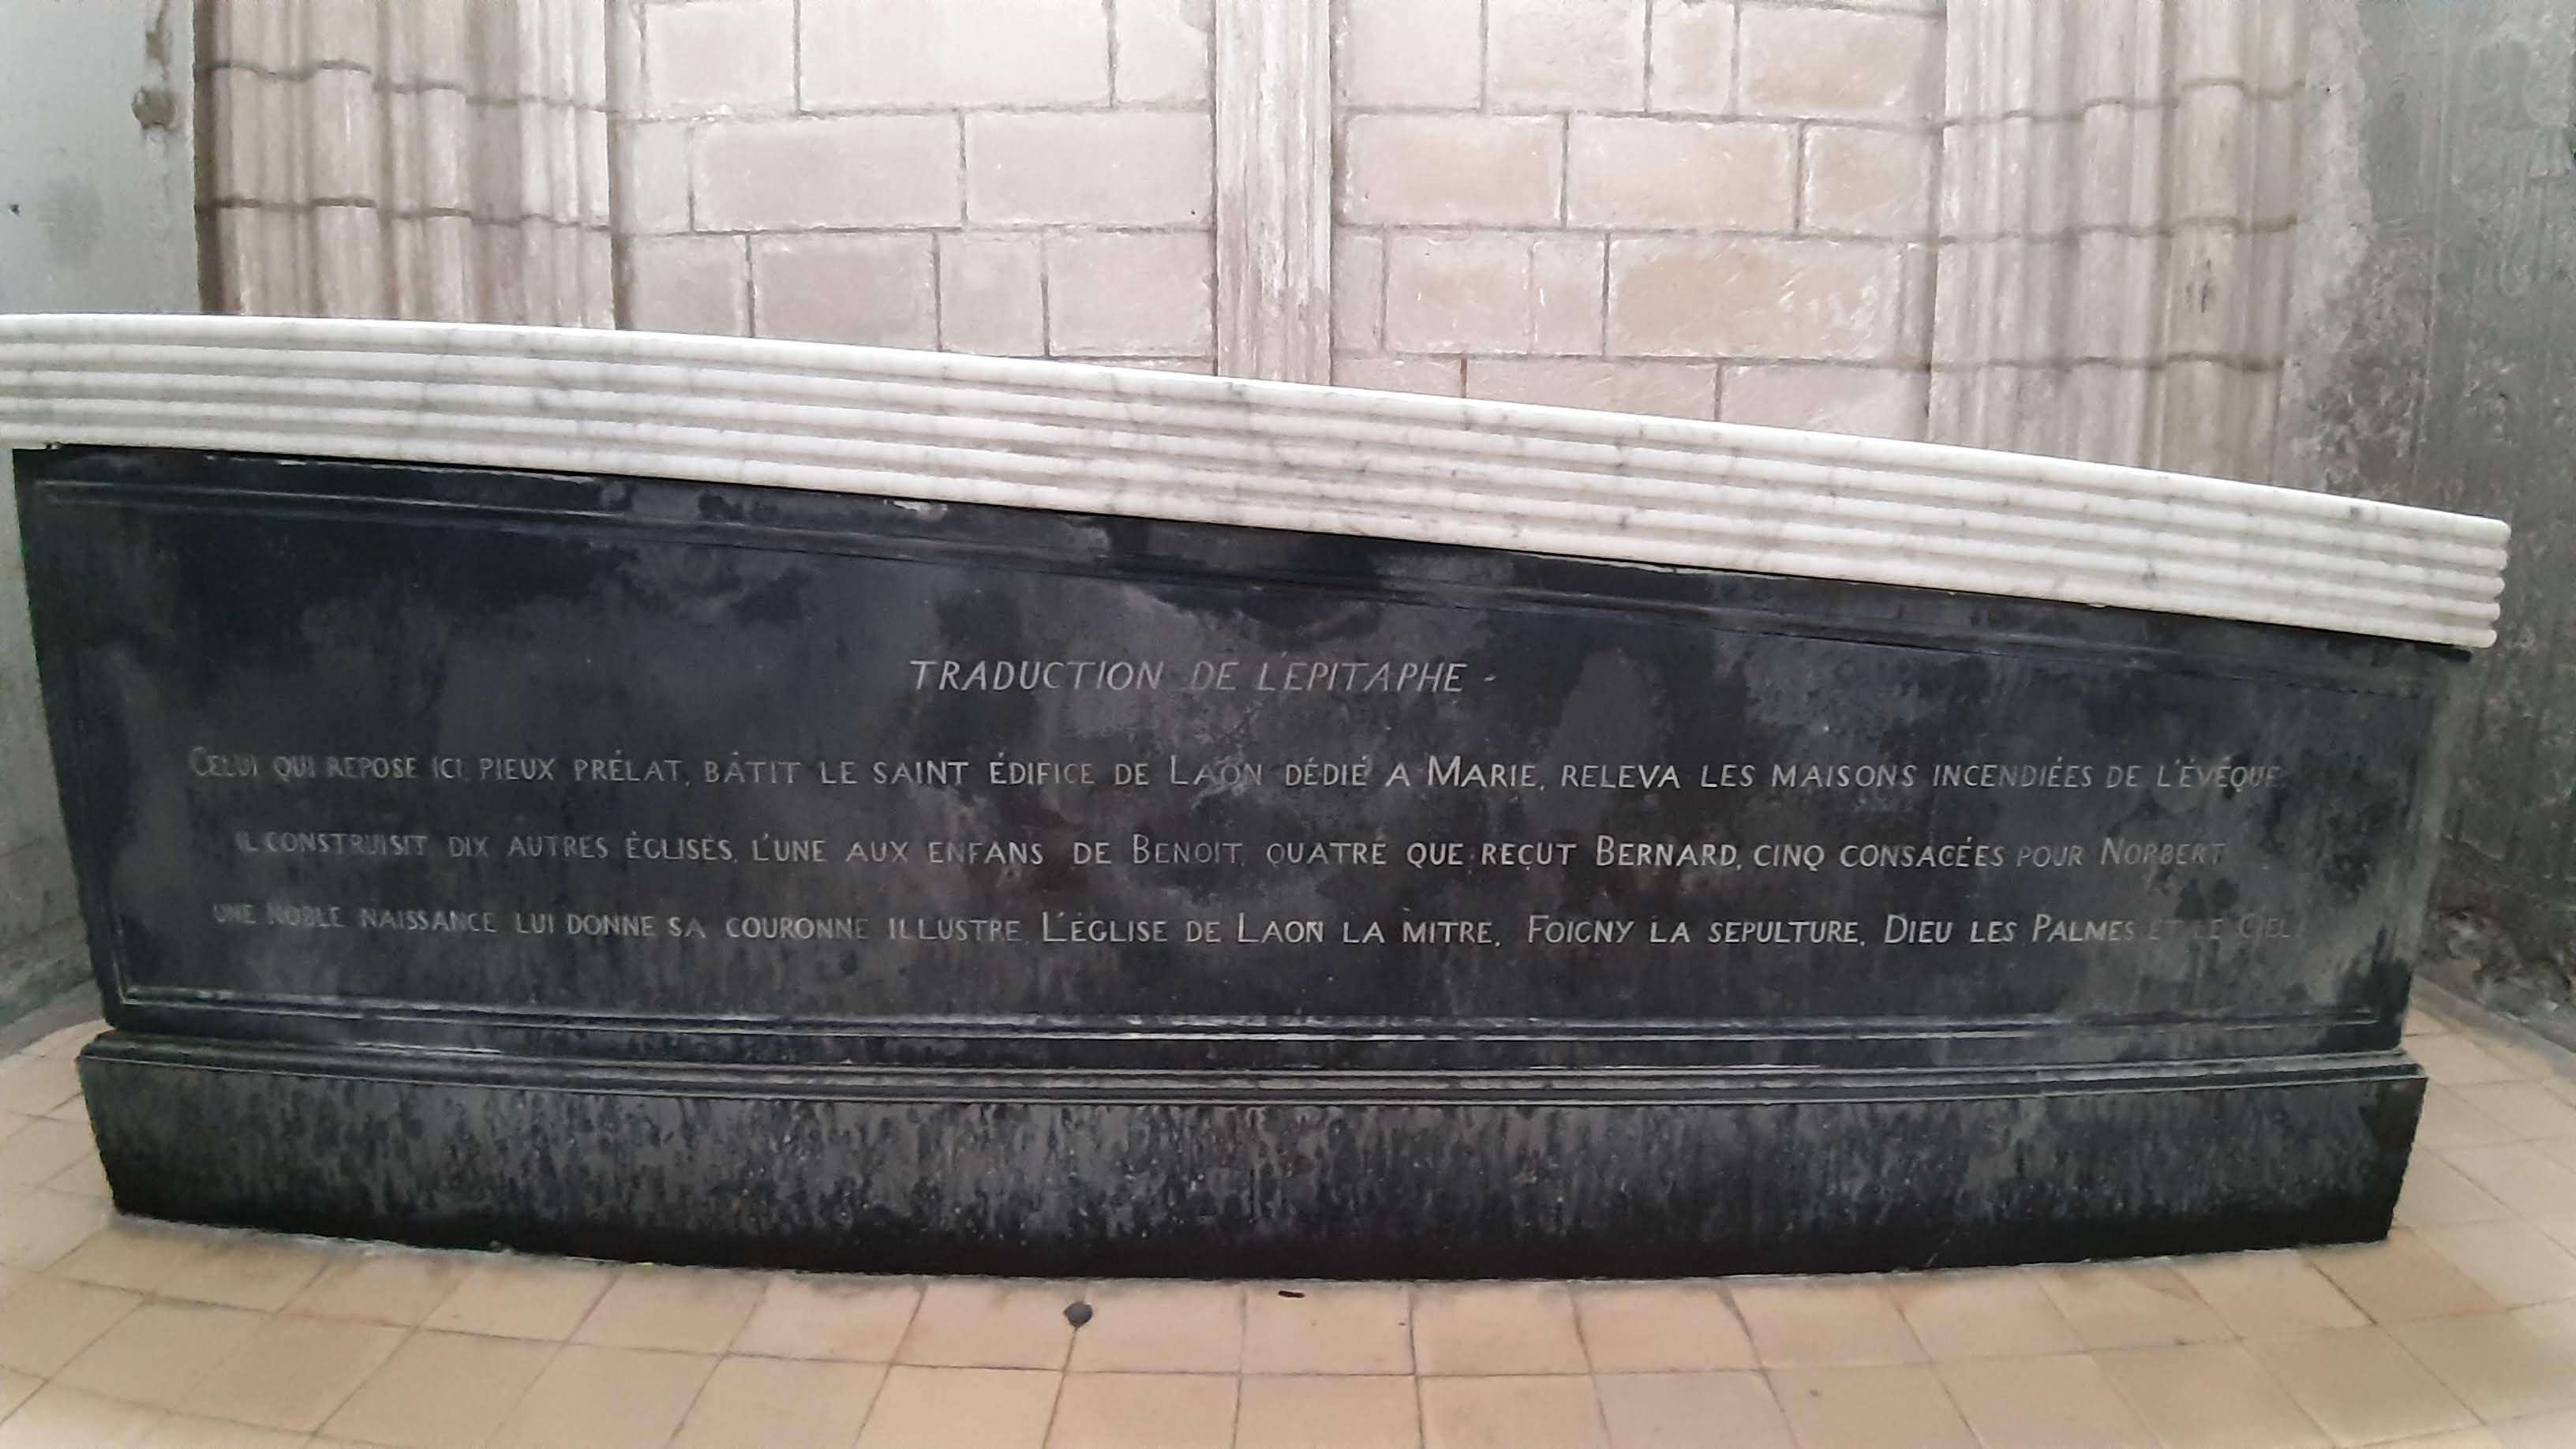 TRADUCTION DE L'EPITAPHE -
CELUI QUI REPOSE ICI, PIEUX PRÉLAT, BÂTIT LE SAINT ÉDIFICE DE LAON DÉDIÉ A MARIE, RELEVA LES MAISONS INCENDIÉES DE L'ÉVÊQUE.
IL CONSTRUISIT DIX AUTRES ÉGLISES, L'UNE AUX ENFANS DE BENOIT, QUATRE QUE REÇUT BERNARD, CINQ CONSACÉES POUR NORBERT
UNE NOBLE NAISSANCE LUI DONNE SA COURONNE ILLUSTRE, L'ÉGLISE DE LAON LA MITRE, FOIGNY LA SEPULTURE, DIEU LES PALMES ET LE CIEL.